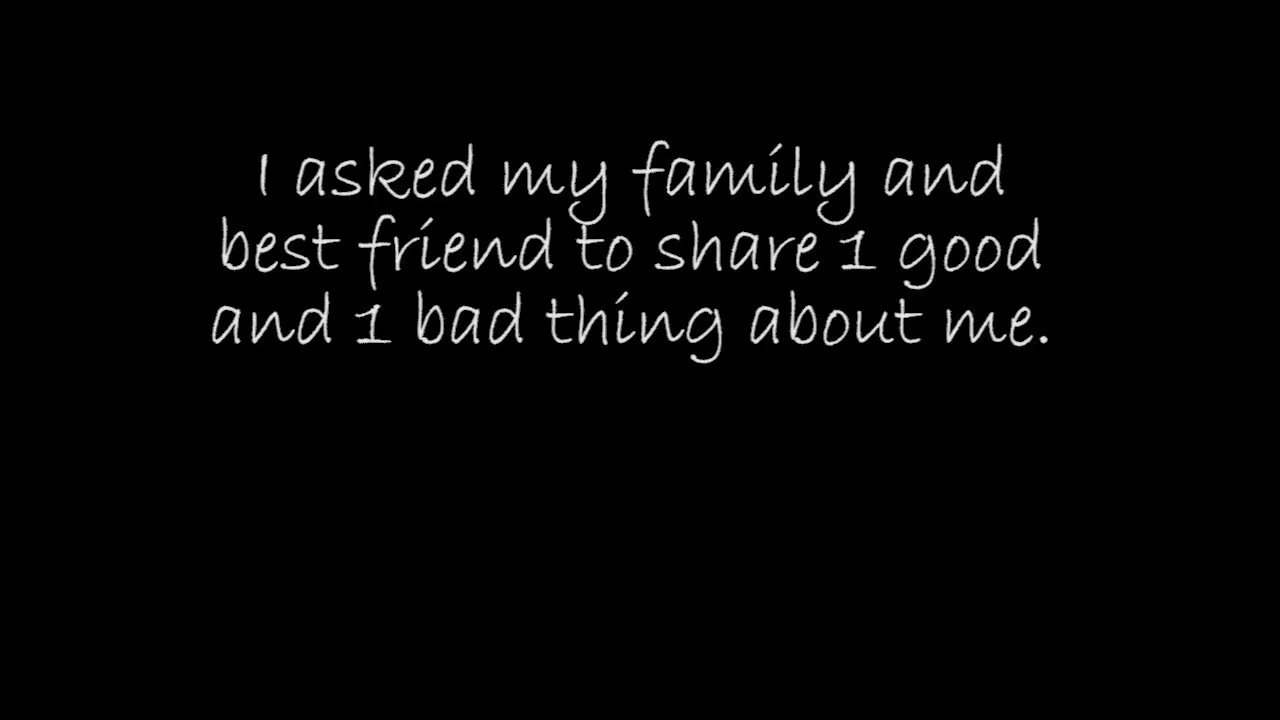 I asked my family and
best friend to share 1 good
and 1 bad thing about me.